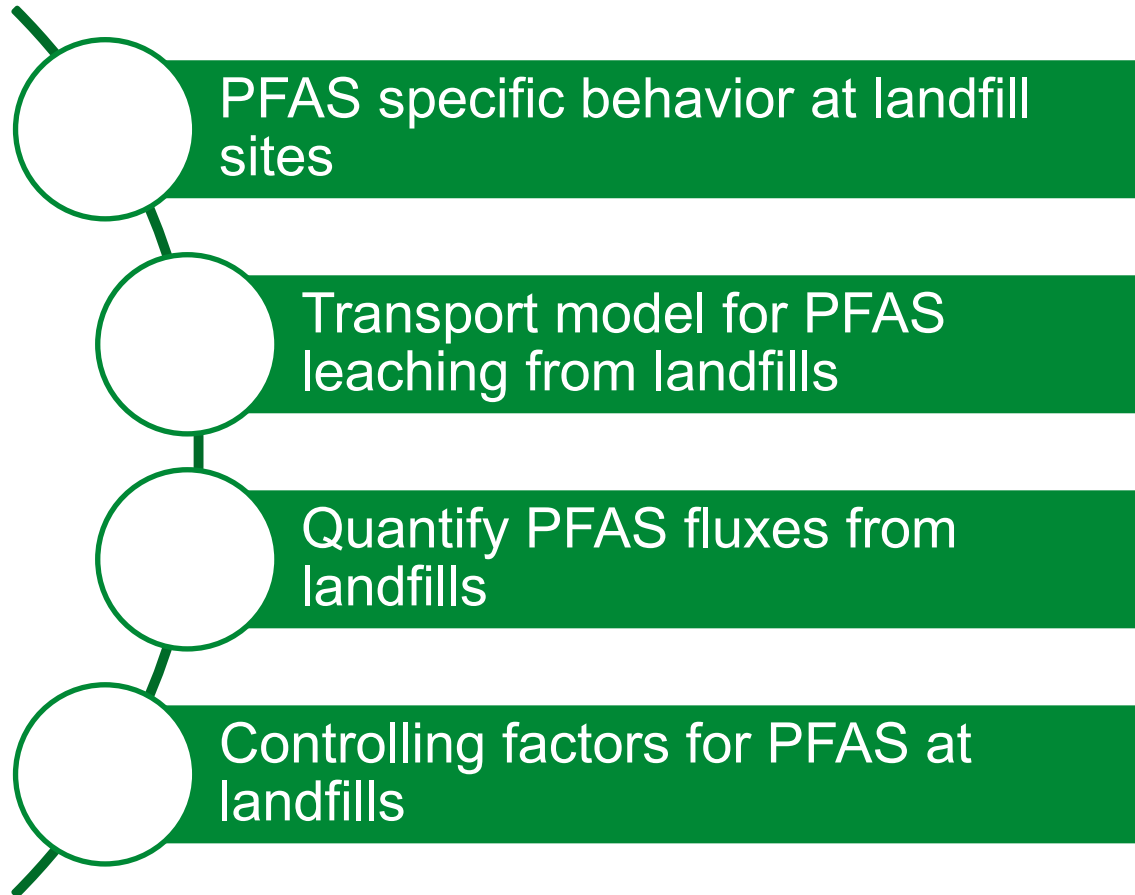 PFAS specific behavior at landfill
sites
Transport model for PFAS
leaching from landfills
Quantify PFAS fluxes from
landfills
Controlling factors for PFAS at
landfills